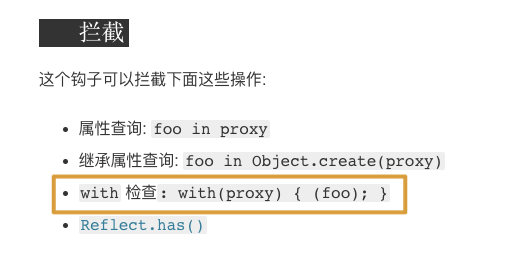 拦截
这个钩子可以拦截下面这些操作:
属性查询: foo in proxy
继承属性查询: foo in Object.create(proxy)
with 检查: with(proxy) { (foo); }
Reflect.has()